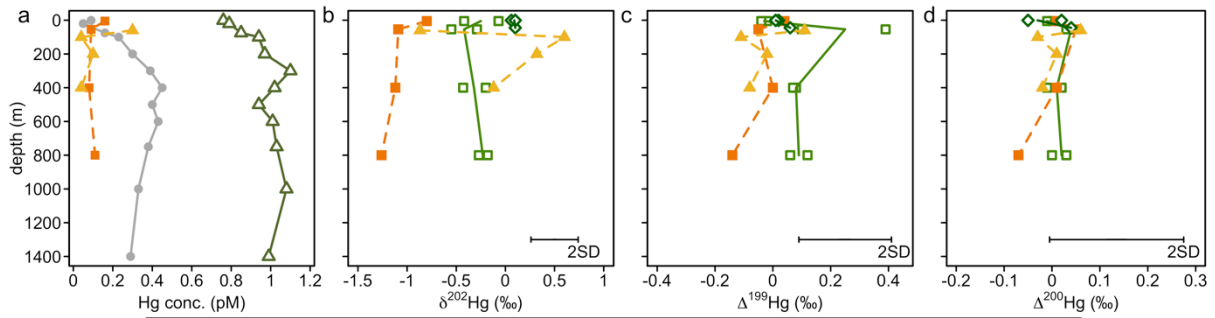 a
b
c
d
0
200
400
600
800
1000
1200
1400
depth (m)
2SD
2SD
2SD
0 0.2 0.4 0.6 0.8 1 1.2
-1.5 -1 -0.5 0 0.5 1
-0.4 -0.2 0 0.2 0.4
-0.2 -0.1 0 0.1 0.2 0.3
Hg conc. (pM)
δ²⁰²Hg (‰)
Δ¹⁹⁹Hg (‰)
Δ²⁰⁰Hg (‰)